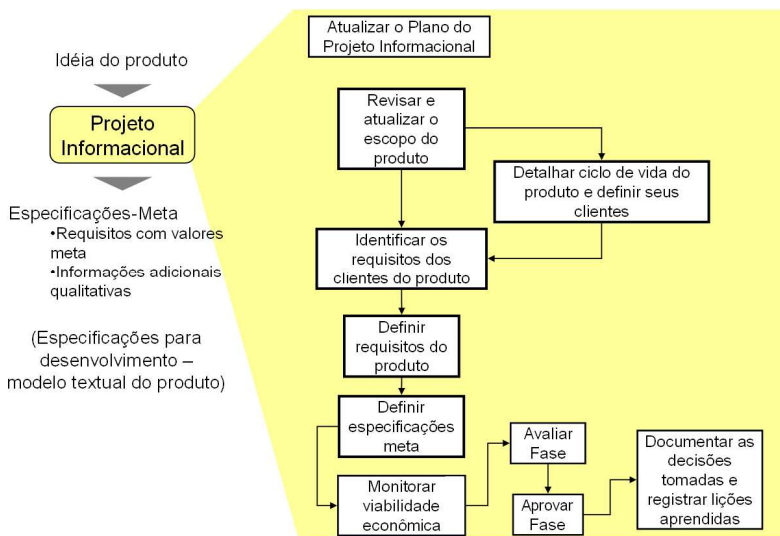 Idéia do produto
Projeto
Informacional
Especificações-Meta
•Requisitos com valores
meta
•Informações adicionais
qualitativas
(Especificações para
desenvolvimento –
modelo textual do produto)
Atualizar o Plano do
Projeto Informacional
Revisar e
atualizar o
escopo do
produto
Detalhar ciclo de vida do
produto e definir seus
clientes
Identificar os
requisitos dos
clientes do produto
Definir
requisitos do
produto
Definir
especificações
meta
Monitorar
viabilidade
econômica
Avaliar
Fase
Aprovar
Fase
Documentar as
decisões
tomadas e
registrar lições
aprendidas